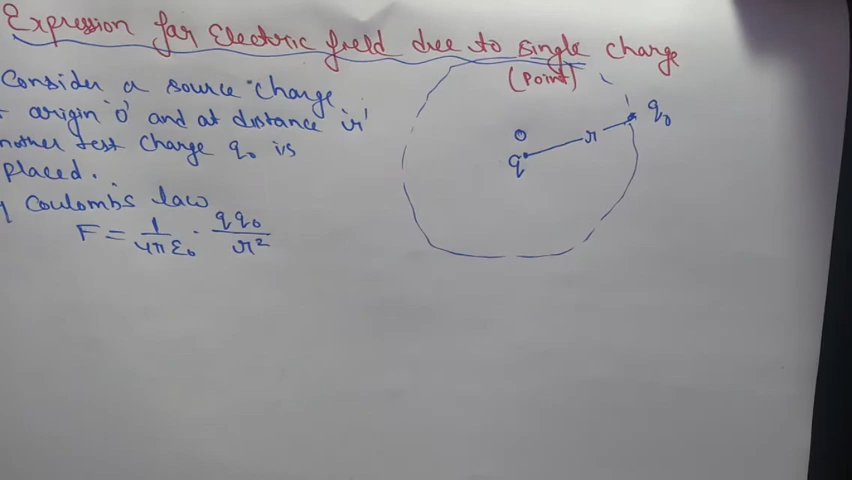 Expression for Electric field due to single charge
(Point)
Consider a source charge
origin 'O' and at distance 'r'
test charge q₀ is
placed.
Coulomb's law
F = 1/4πε₀ · qq₀/r²
O
q
r
q₀